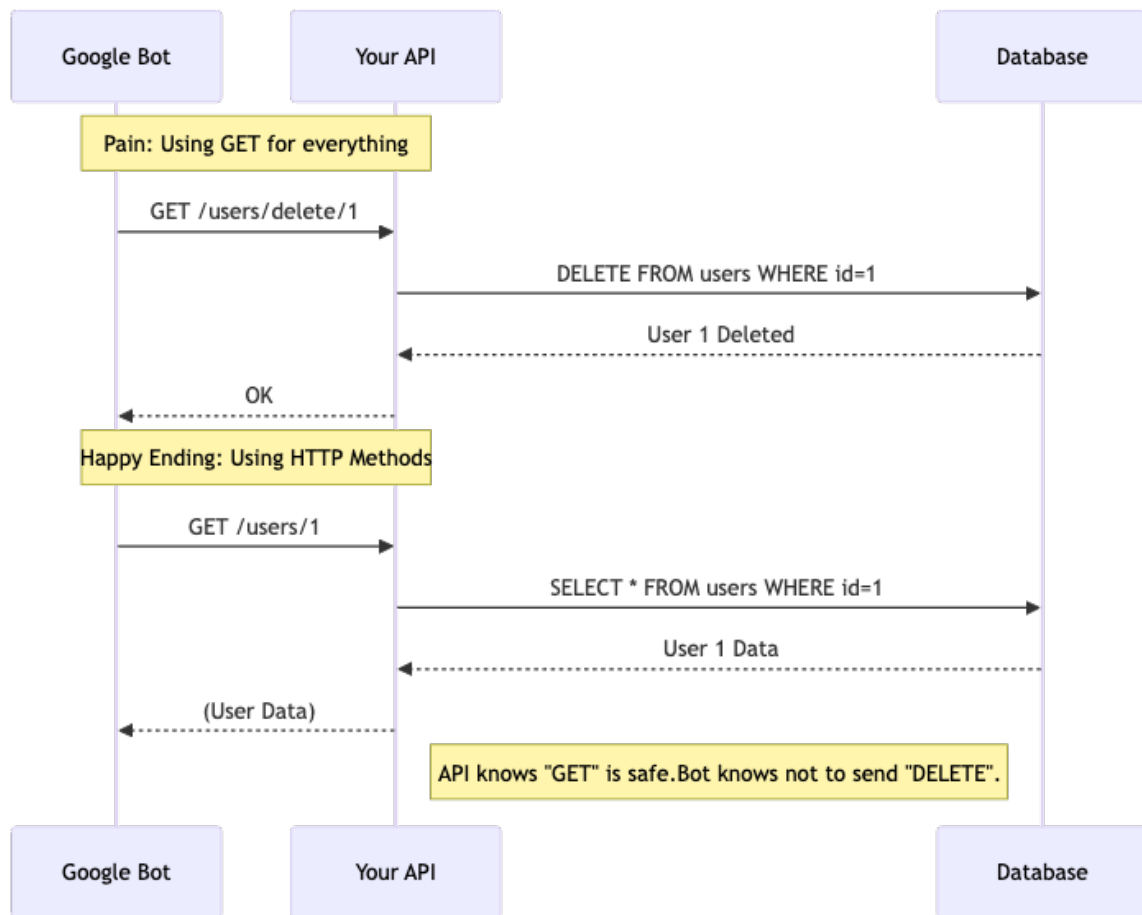 Google Bot
Your API
Database
Pain: Using GET for everything
GET /users/delete/1
DELETE FROM users WHERE id=1
User 1 Deleted
OK
Happy Ending: Using HTTP Methods
GET /users/1
SELECT * FROM users WHERE id=1
User 1 Data
(User Data)
API knows "GET" is safe.Bot knows not to send "DELETE".
Google Bot
Your API
Database